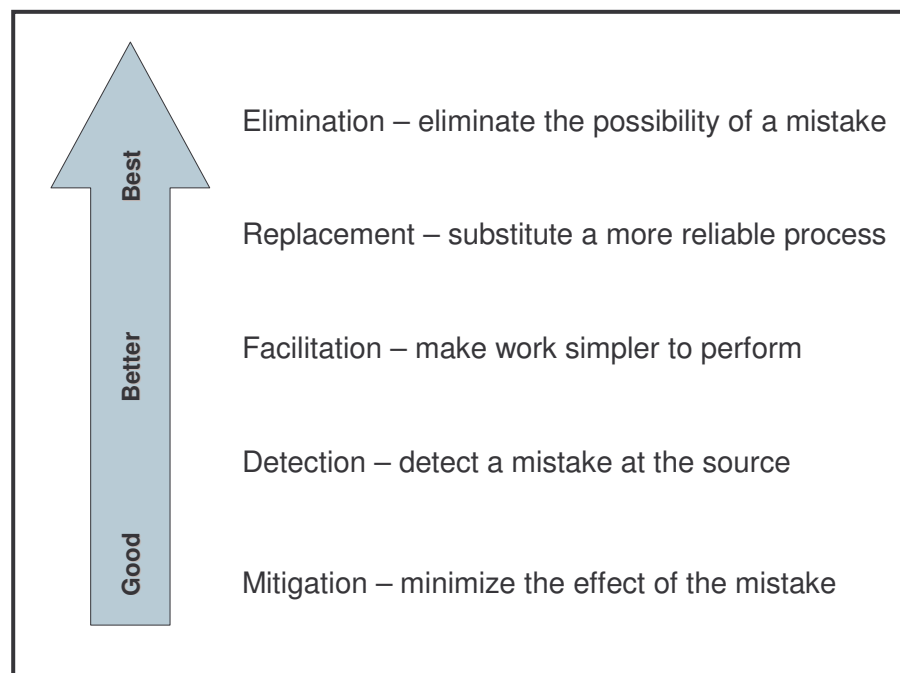 Elimination – eliminate the possibility of a mistake
Best
Replacement – substitute a more reliable process
Better
Facilitation – make work simpler to perform
Detection – detect a mistake at the source
Good
Mitigation – minimize the effect of the mistake